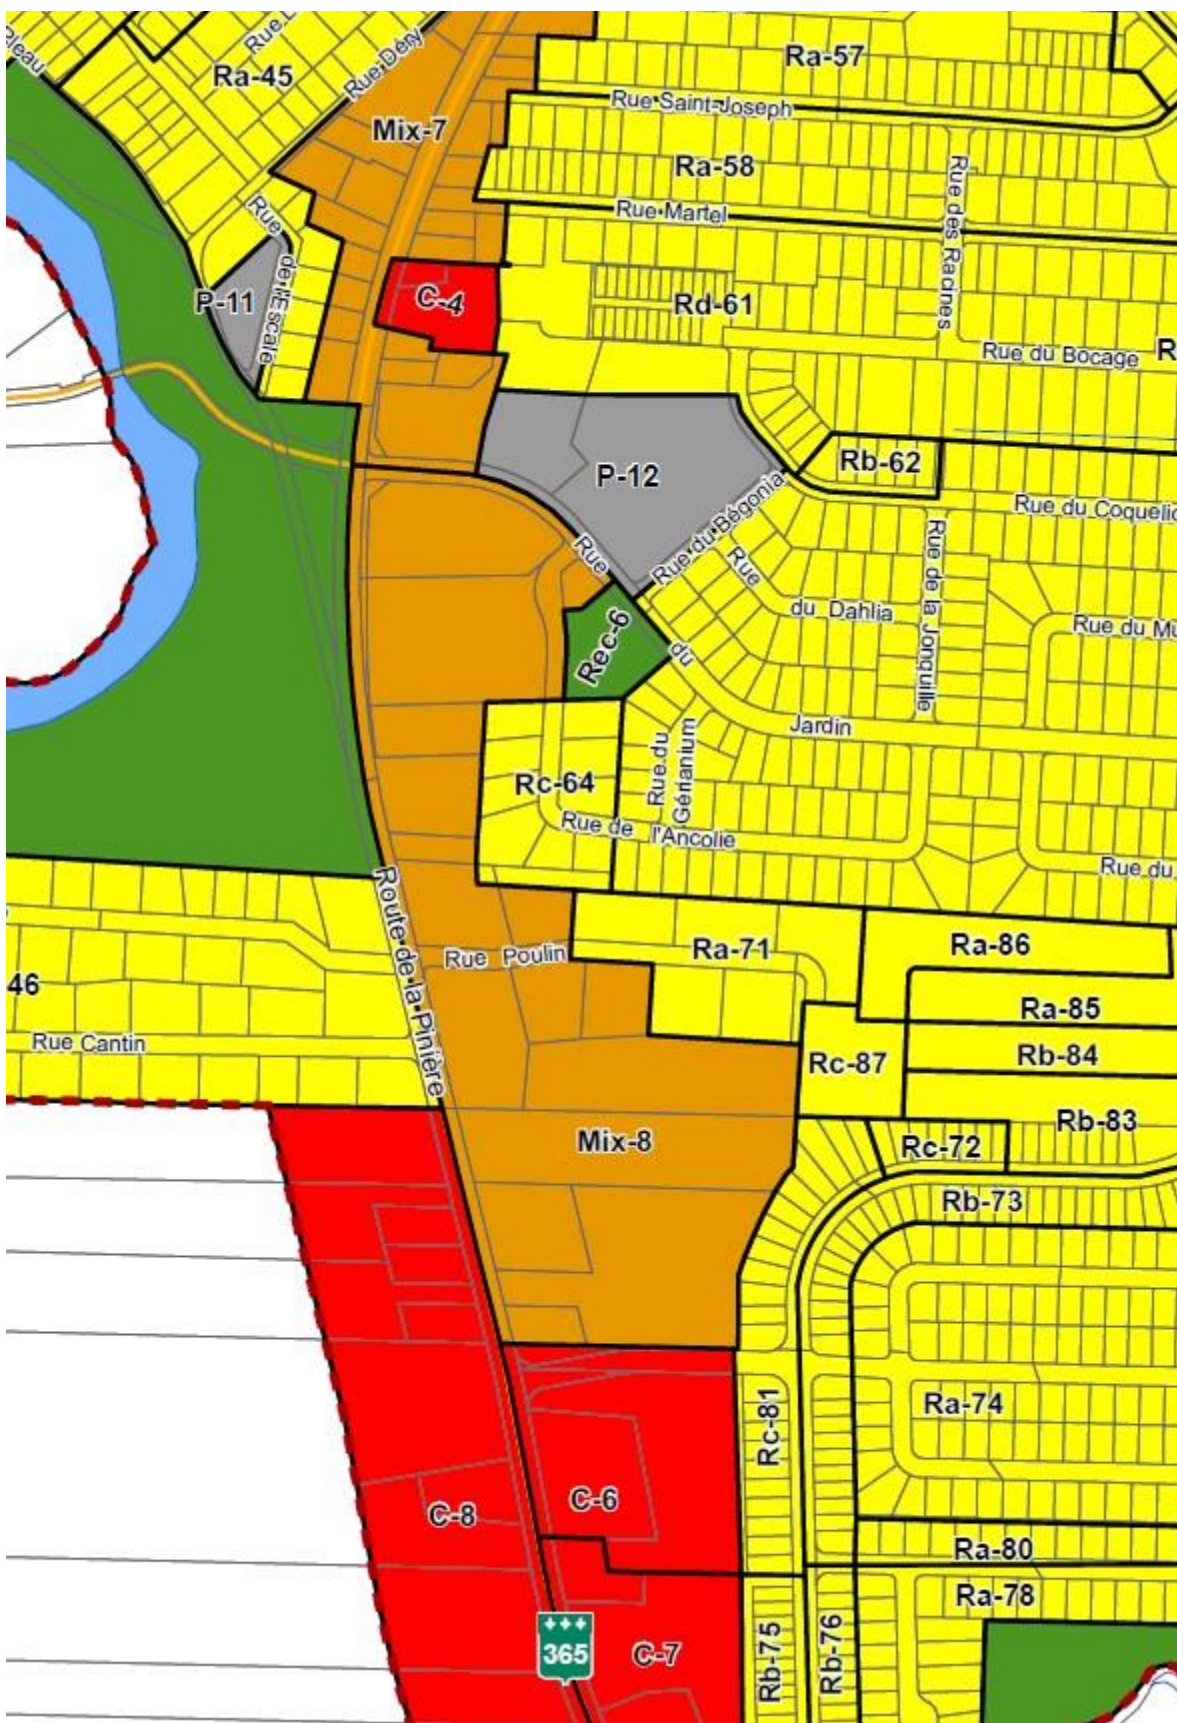 Pleau
Rue D
Ra-45
Rue Déry
Mix-7
Ra-57
Rue Saint-Joseph
Ra-58
Rue des Racines
Rue Martel
Rue
de l'Escale
P-11
C-4
Rd-61
Rue du Bocage
R
Rb-62
P-12
Rue du Bégonia
Rue du Coquelic
Rue
Rue
du Dahlia
Rue de la Jonquille
Rue du Mu
Rec-6
du
Jardin
Rue du
Géranium
Rc-64
Rue de l'Ancolie
Rue du
Route de la Pinière
Rue Poulin
Ra-71
Ra-86
46
Ra-85
Rue Cantin
Rc-87
Rb-84
Rb-83
Mix-8
Rc-72
Rb-73
Rc-81
Ra-74
C-6
C-8
Ra-80
Ra-78
365
C-7
Rb-75
Rb-76